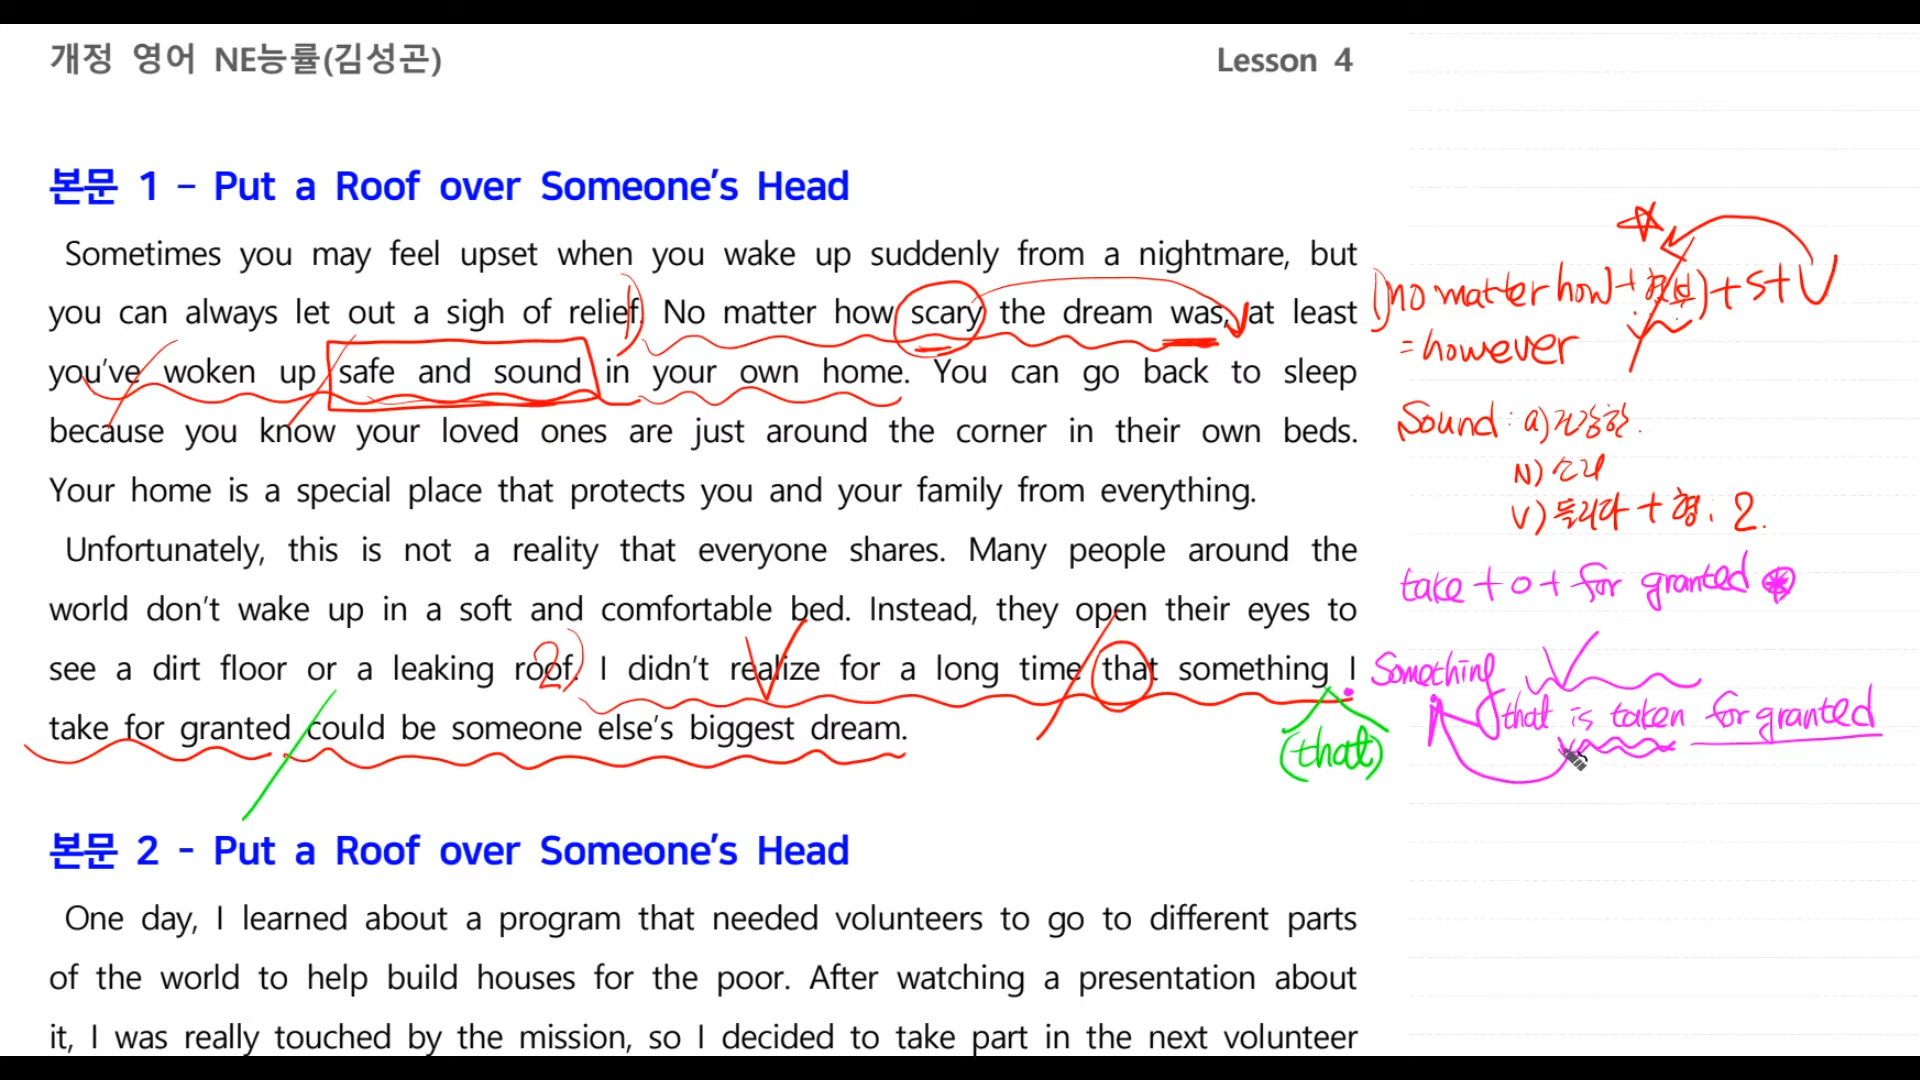 개정 영어 NE능률(김성곤)
Lesson 4
본문 1 – Put a Roof over Someone's Head
Sometimes you may feel upset when you wake up suddenly from a nightmare, but
you can always let out a sigh of relief. No matter how scary the dream was, at least
you've woken up safe and sound in your own home. You can go back to sleep
because you know your loved ones are just around the corner in their own beds.
Your home is a special place that protects you and your family from everything.
Unfortunately, this is not a reality that everyone shares. Many people around the
world don't wake up in a soft and comfortable bed. Instead, they open their eyes to
see a dirt floor or a leaking roof. I didn't realize for a long time that something I
take for granted could be someone else's biggest dream.
1)
2)
(that)
1) no matter how + 형/부) + S + V
= however
Sound : a) 건강한.
N) 소리
V) 들리다 + 형. 2.
take + o + for granted
Something
that is taken for granted
본문 2 - Put a Roof over Someone's Head
One day, I learned about a program that needed volunteers to go to different parts
of the world to help build houses for the poor. After watching a presentation about
it, I was really touched by the mission, so I decided to take part in the next volunteer